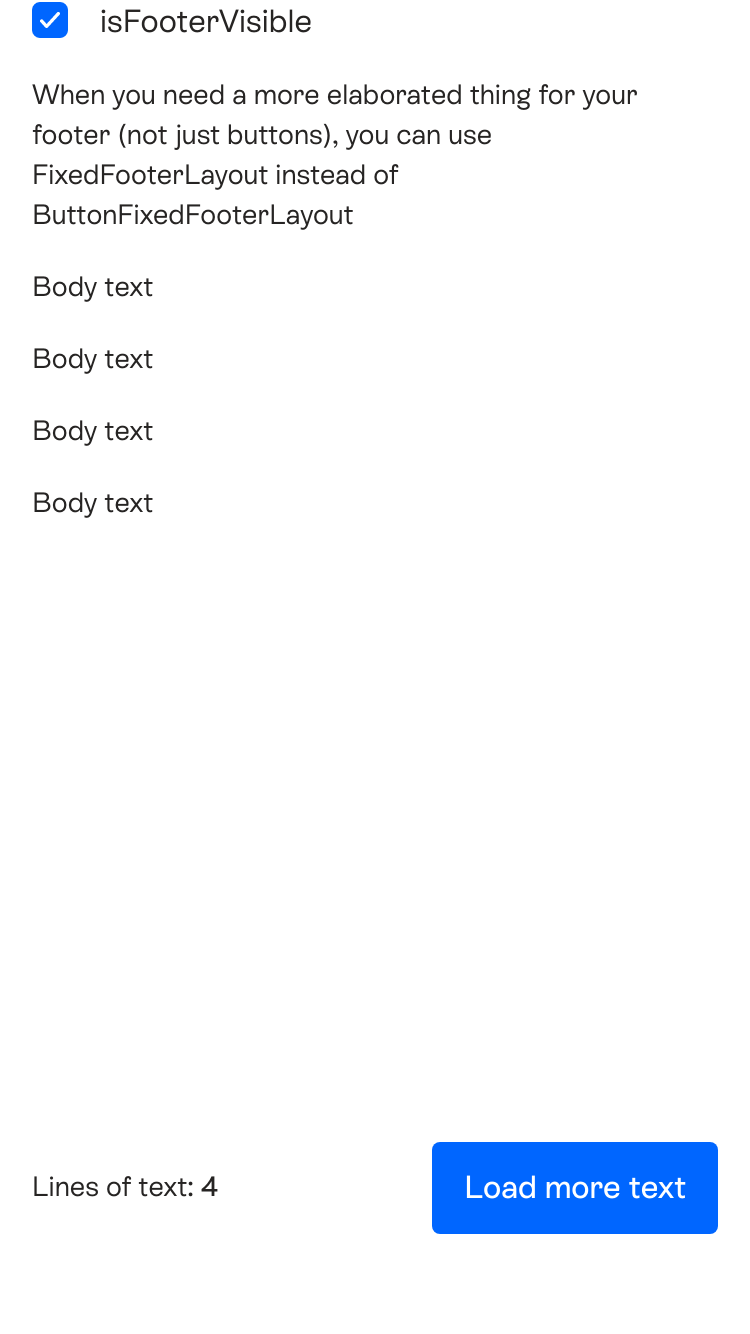 isFooterVisible
When you need a more elaborated thing for your
footer (not just buttons), you can use
FixedFooterLayout instead of
ButtonFixedFooterLayout
Body text
Body text
Body text
Body text
Lines of text: 4
Load more text